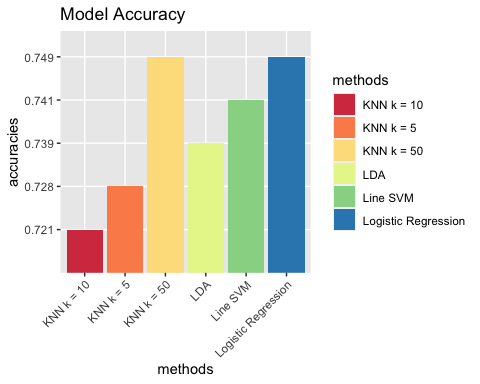 Model Accuracy
accuracies
0.749
0.741
0.739
0.728
0.721
KNN k = 10
KNN k = 5
KNN k = 50
LDA
Line SVM
Logistic Regression
methods
methods
KNN k = 10
KNN k = 5
KNN k = 50
LDA
Line SVM
Logistic Regression